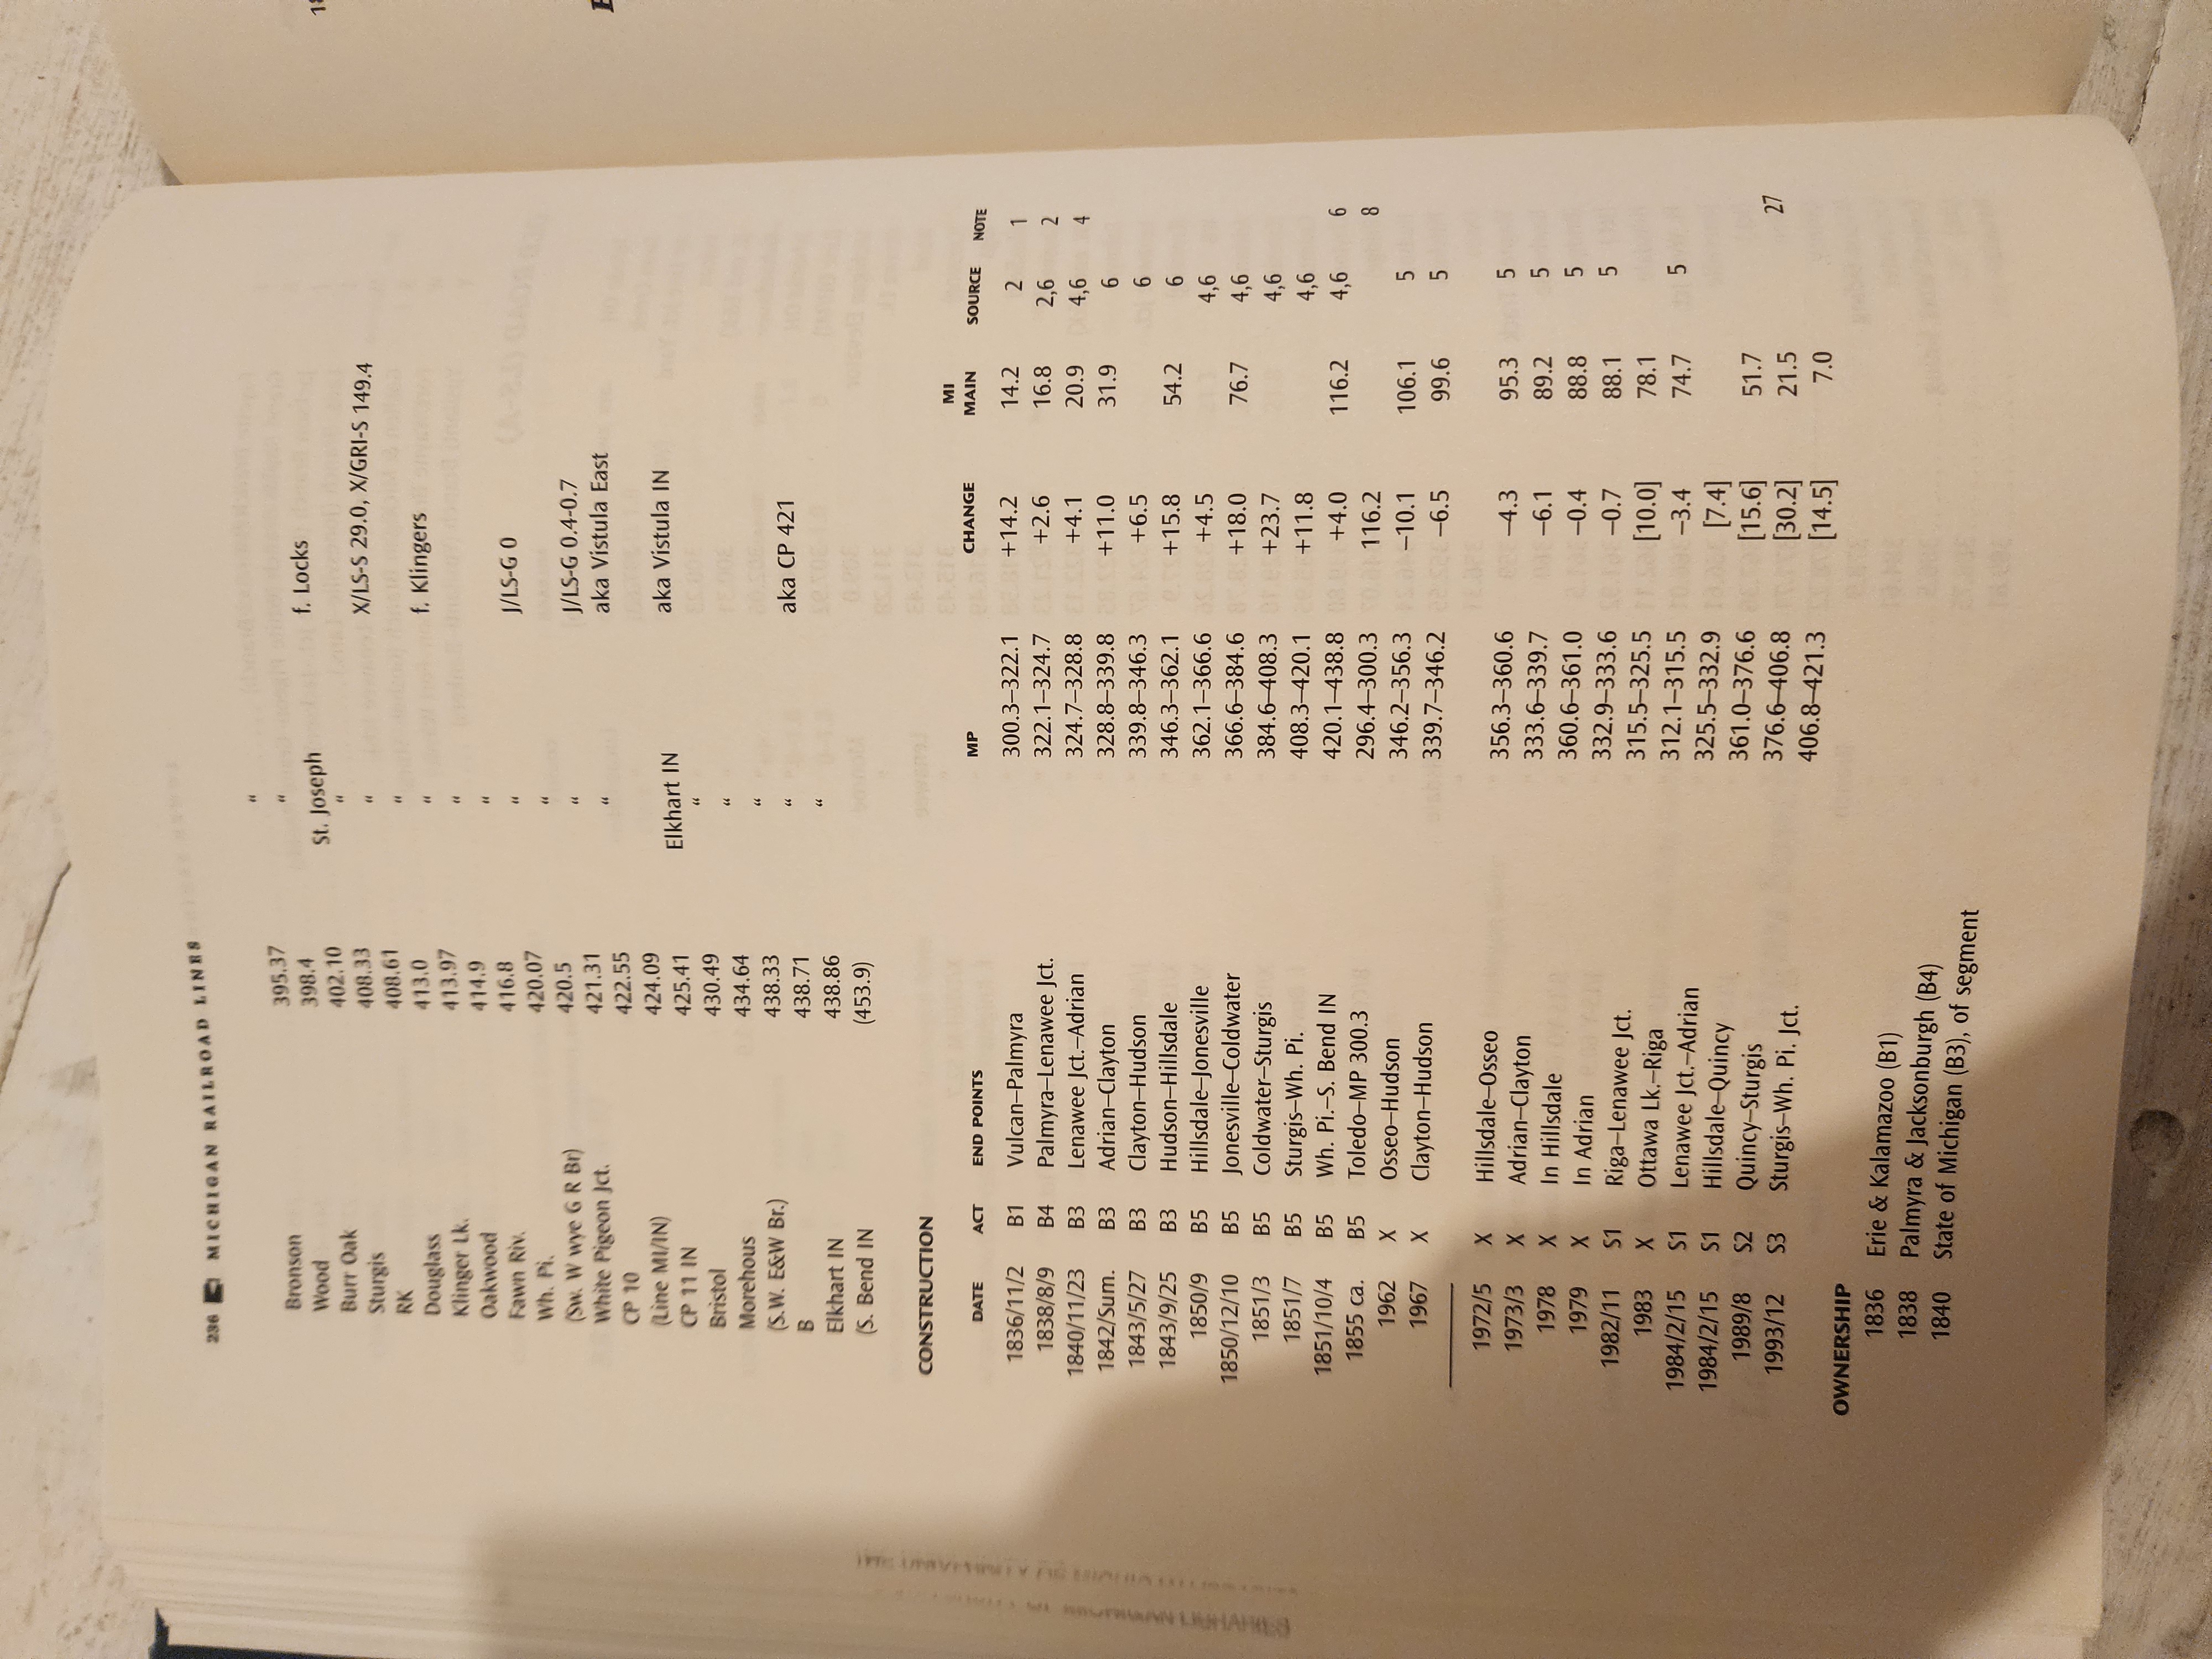 236 MICHIGAN RAILROAD LINES
Bronson 395.37 "
Wood 398.4 "
Burr Oak 402.10 St. Joseph f. Locks
Sturgis 408.33 "
RK 408.61 " X/LS-S 29.0, X/GRI-S 149.4
Douglass 413.0 "
Klinger Lk. 413.97 " f. Klingers
Oakwood 414.9 "
Fawn Riv. 416.8 "
Wh. Pi. 420.07 " J/LS-G 0
(Sw. W wye G R Br) 420.5 "
White Pigeon Jct. 421.31 " J/LS-G 0.4-0.7
CP 10 422.55 " aka Vistula East
(Line MI/IN) 424.09
CP 11 IN 425.41 Elkhart IN aka Vistula IN
Bristol 430.49 "
Morehous 434.64 "
(S.W. E&W Br.) 438.33 "
B 438.71 " aka CP 421
Elkhart IN 438.86 "
(S. Bend IN (453.9)
CONSTRUCTION
DATE ACT END POINTS MP CHANGE MI MAIN SOURCE NOTE
1836/11/2 B1 Vulcan–Palmyra 300.3–322.1 +14.2 14.2 2 1
1838/8/9 B4 Palmyra–Lenawee Jct. 322.1–324.7 +2.6 16.8 2,6 2
1840/11/23 B3 Lenawee Jct.–Adrian 324.7–328.8 +4.1 20.9 4,6 4
1842/Sum. B3 Adrian–Clayton 328.8–339.8 +11.0 31.9 6
1843/5/27 B3 Clayton–Hudson 339.8–346.3 +6.5 6
1843/9/25 B3 Hudson–Hillsdale 346.3–362.1 +15.8 54.2 6
1850/9 B5 Hillsdale–Jonesville 362.1–366.6 +4.5 4,6
1850/12/10 B5 Jonesville–Coldwater 366.6–384.6 +18.0 76.7 4,6
1851/3 B5 Coldwater–Sturgis 384.6–408.3 +23.7 4,6
1851/7 B5 Sturgis–Wh. Pi. 408.3–420.1 +11.8 4,6
1851/10/4 B5 Wh. Pi.–S. Bend IN 420.1–438.8 +4.0 116.2 4,6 6
1855 ca. B5 Toledo–MP 300.3 296.4–300.3 116.2 8
1962 X Osseo–Hudson 346.2–356.3 –10.1 106.1 5
1967 X Clayton–Hudson 339.7–346.2 –6.5 99.6 5
1972/5 X Hillsdale–Osseo 356.3–360.6 –4.3 95.3 5
1973/3 X Adrian–Clayton 333.6–339.7 –6.1 89.2 5
1978 X In Hillsdale 360.6–361.0 –0.4 88.8 5
1979 X In Adrian 332.9–333.6 –0.7 88.1 5
1982/11 S1 Riga–Lenawee Jct. 315.5–325.5 [10.0] 78.1
1983 X Ottawa Lk.–Riga 312.1–315.5 –3.4 74.7 5
1984/2/15 S1 Lenawee Jct.–Adrian 325.5–332.9 [7.4]
1984/2/15 S1 Hillsdale–Quincy 361.0–376.6 [15.6] 51.7
1989/8 S2 Quincy–Sturgis 376.6–406.8 [30.2] 21.5 27
1993/12 S3 Sturgis–Wh. Pi. Jct. 406.8–421.3 [14.5] 7.0
OWNERSHIP
1836 Erie & Kalamazoo (B1)
1838 Palmyra & Jacksonburgh (B4)
1840 State of Michigan (B3), of segment